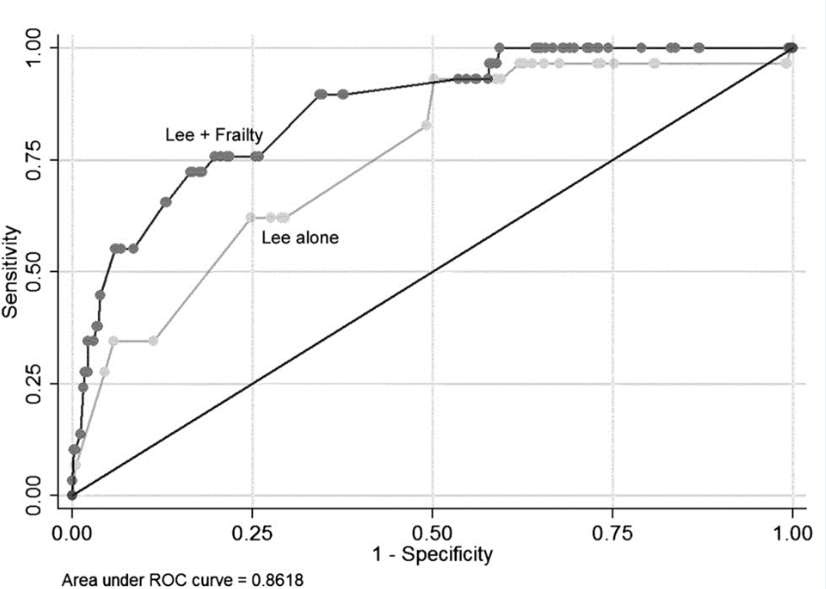 1.00
0.75
0.50
0.25
0.00
Sensitivity
Lee + Frailty
Lee alone
0.00 0.25 0.50 0.75 1.00
1 - Specificity
Area under ROC curve = 0.8618